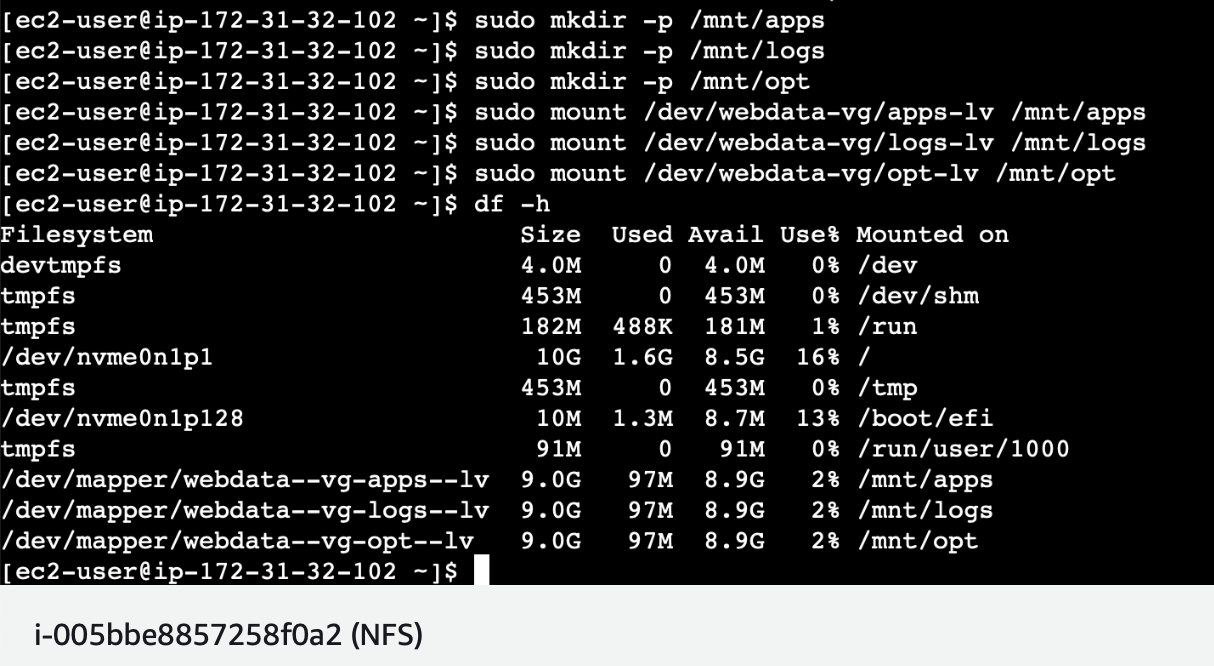 [ec2-user@ip-172-31-32-102 ~]$ sudo mkdir -p /mnt/apps
[ec2-user@ip-172-31-32-102 ~]$ sudo mkdir -p /mnt/logs
[ec2-user@ip-172-31-32-102 ~]$ sudo mkdir -p /mnt/opt
[ec2-user@ip-172-31-32-102 ~]$ sudo mount /dev/webdata-vg/apps-lv /mnt/apps
[ec2-user@ip-172-31-32-102 ~]$ sudo mount /dev/webdata-vg/logs-lv /mnt/logs
[ec2-user@ip-172-31-32-102 ~]$ sudo mount /dev/webdata-vg/opt-lv /mnt/opt
[ec2-user@ip-172-31-32-102 ~]$ df -h
Filesystem                        Size  Used Avail Use% Mounted on
devtmpfs                          4.0M     0  4.0M   0% /dev
tmpfs                             453M     0  453M   0% /dev/shm
tmpfs                             182M  488K  181M   1% /run
/dev/nvme0n1p1                     10G  1.6G  8.5G  16% /
tmpfs                             453M     0  453M   0% /tmp
/dev/nvme0n1p128                   10M  1.3M  8.7M  13% /boot/efi
tmpfs                              91M     0   91M   0% /run/user/1000
/dev/mapper/webdata--vg-apps--lv  9.0G   97M  8.9G   2% /mnt/apps
/dev/mapper/webdata--vg-logs--lv  9.0G   97M  8.9G   2% /mnt/logs
/dev/mapper/webdata--vg-opt--lv   9.0G   97M  8.9G   2% /mnt/opt
[ec2-user@ip-172-31-32-102 ~]$
i-005bbe8857258f0a2 (NFS)